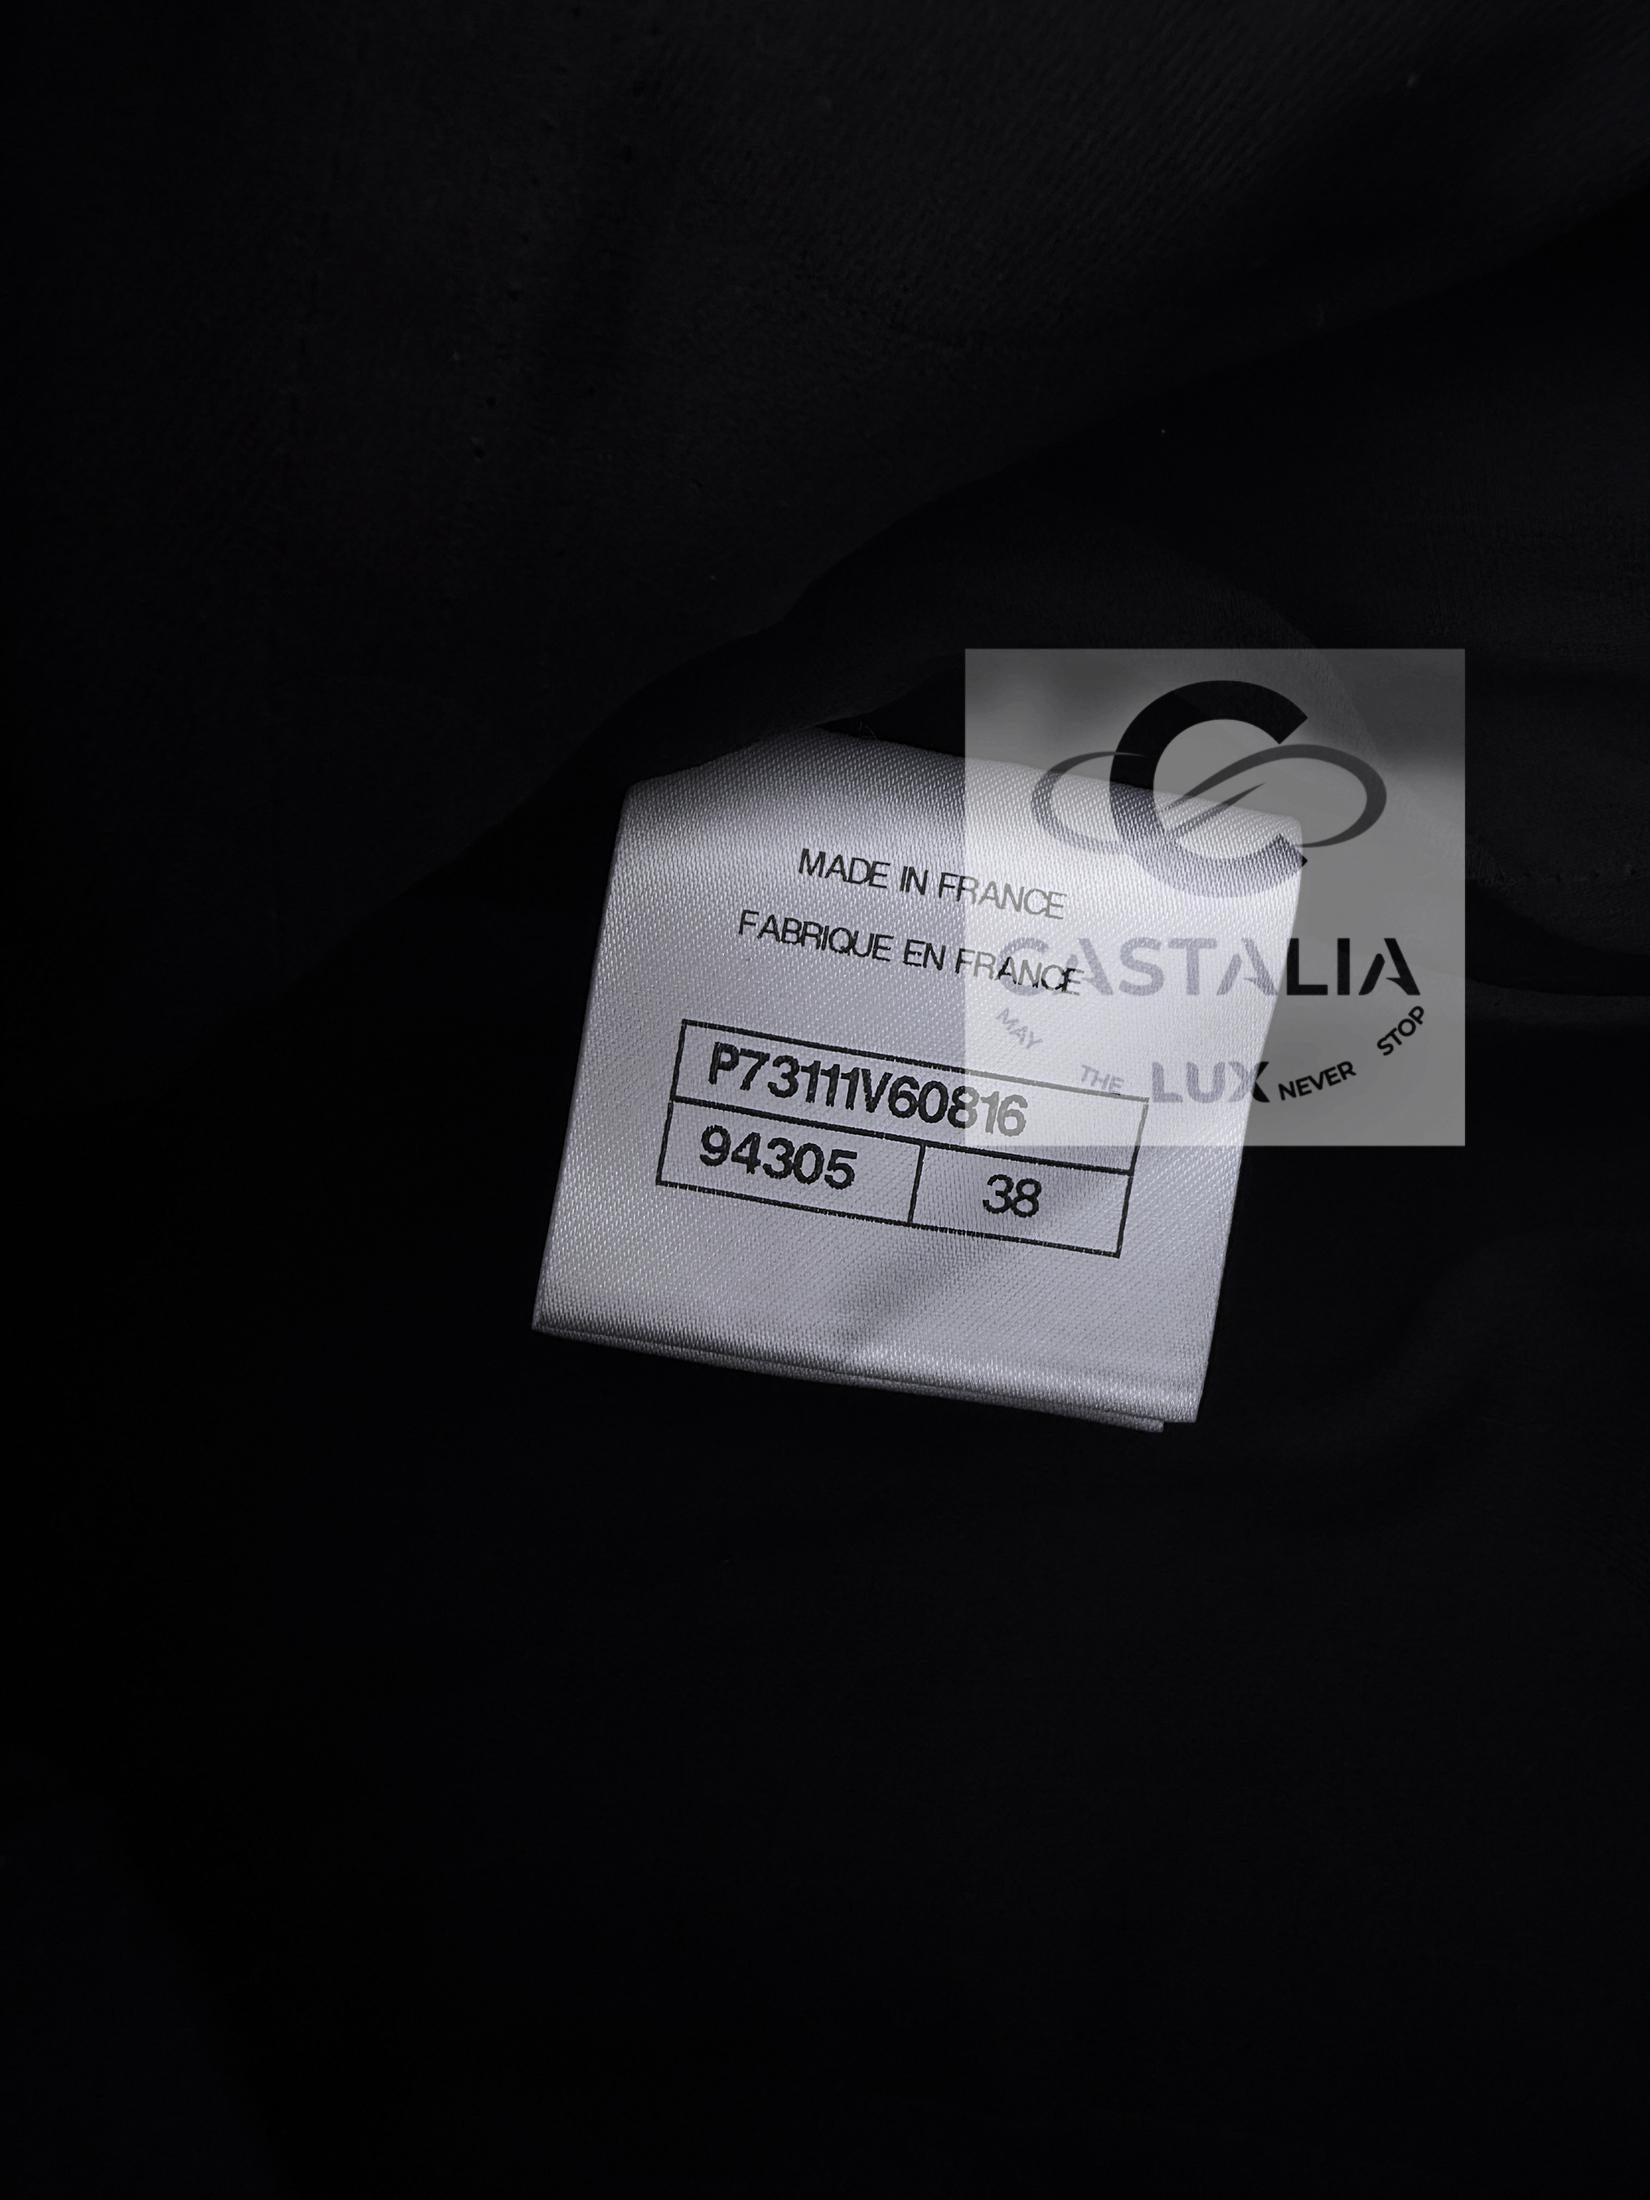 MADE IN FRANCE
FABRIQUE EN FRANCE
P73111V60816
94305 38
CASTALIA
MAY THE LUX NEVER STOP